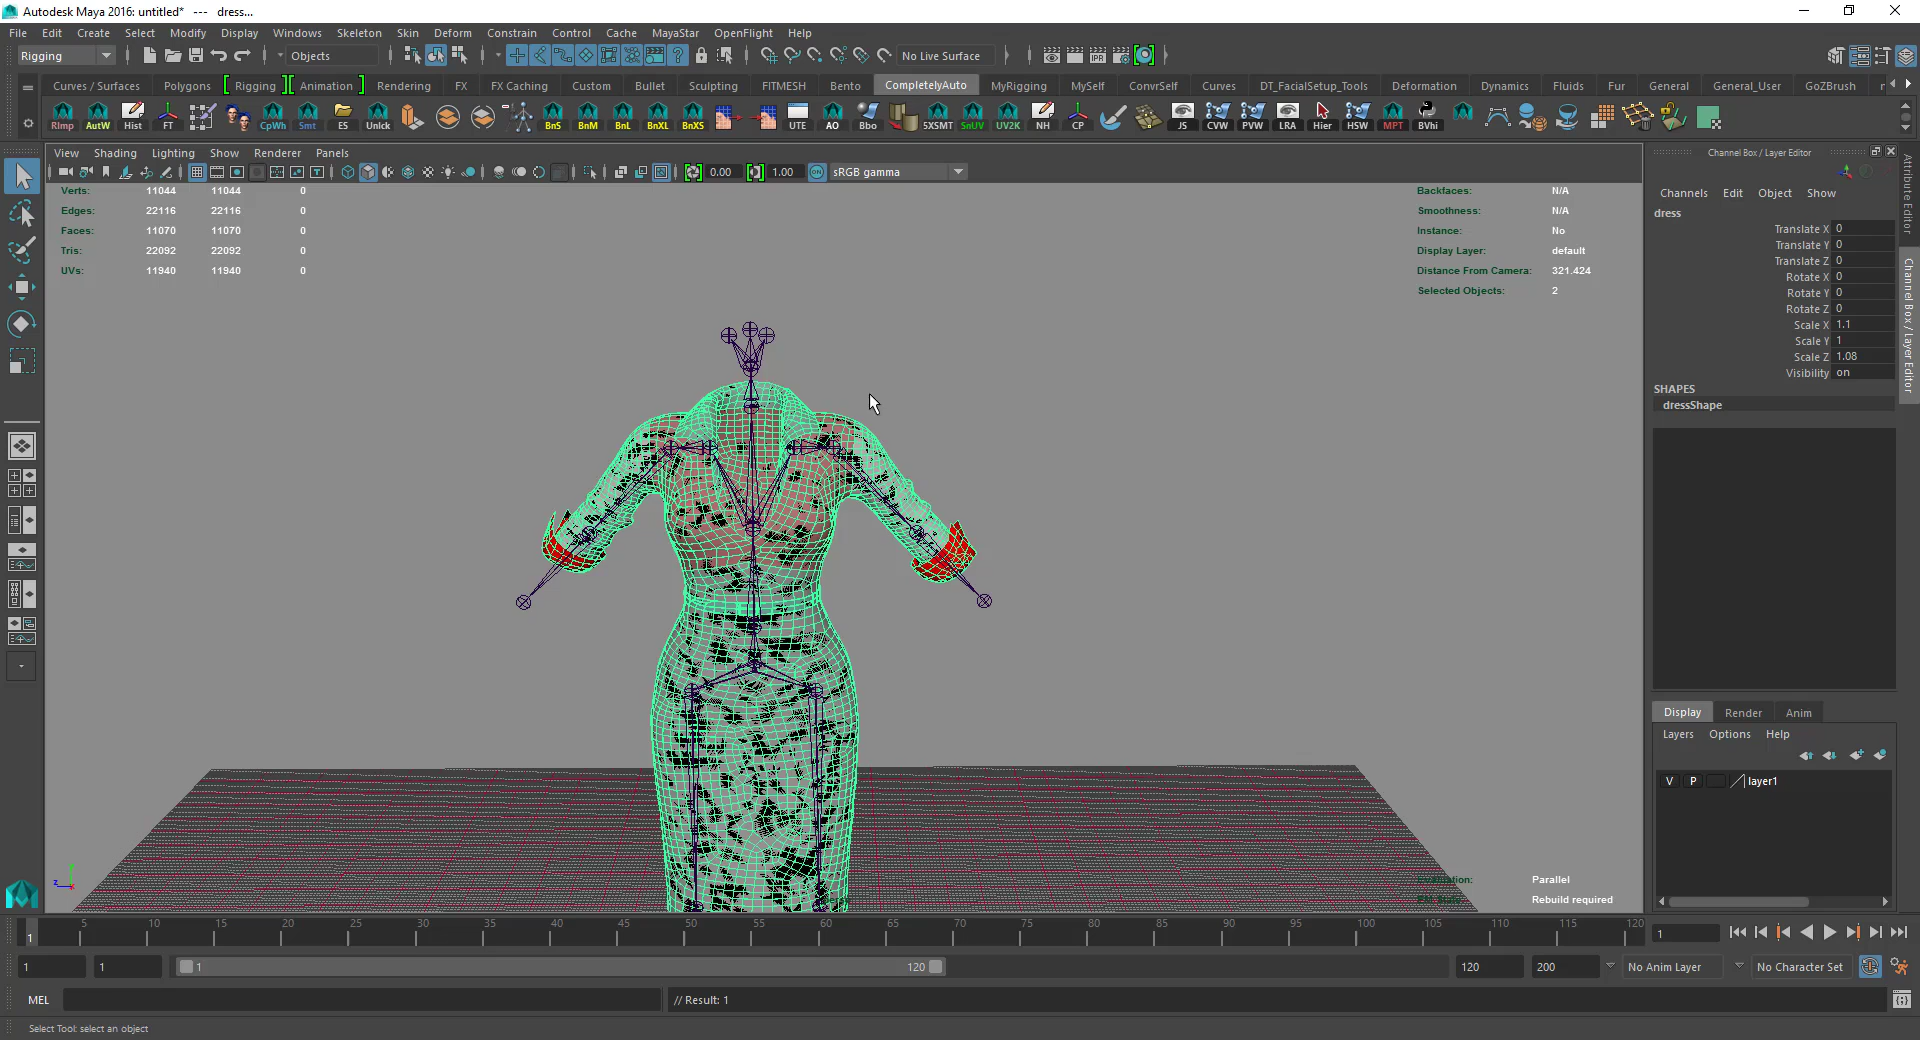 Autodesk Maya 2016: untitled* --- dress...
File Edit Create Select Modify Display Windows Skeleton Skin Deform Constrain Control Cache MayaStar OpenFlight Help
Rigging Objects No Live Surface
Curves / Surfaces Polygons Rigging Animation Rendering FX FX Caching Custom Bullet Sculpting FITMESH Bento CompletelyAuto MyRigging MySelf ConvrSelf Curves DT_FacialSetup_Tools Deformation Dynamics Fluids Fur General General_User GoZBrush
RImp AutW Hist FT CpWh Smt ES Unlck BnS BnM BnL BnXL BnXS UTE AO Bbo 5XSMT SnUV UV2K NH CP JS CVW PVW LRA Hier HSW MPT BVhi
View Shading Lighting Show Renderer Panels
0.00 1.00 sRGB gamma
Verts: 11044 11044 0
Edges: 22116 22116 0
Faces: 11070 11070 0
Tris: 22092 22092 0
UVs: 11940 11940 0
Backfaces: N/A
Smoothness: N/A
Instance: No
Display Layer: default
Distance From Camera: 321.424
Selected Objects: 2
Parallel
Rebuild required
Channel Box / Layer Editor
Channels Edit Object Show
dress
Translate X 0
Translate Y 0
Translate Z 0
Rotate X 0
Rotate Y 0
Rotate Z 0
Scale X 1.1
Scale Y 1
Scale Z 1.08
Visibility on
SHAPES
dressShape
Attribute Editor
Channel Box / Layer Editor
Display Render Anim
Layers Options Help
V P layer1
1 5 10 15 20 25 30 35 40 45 50 55 60 65 70 75 80 85 90 95 100 105 110 115 120 1
1 1 1 120 120 200 No Anim Layer No Character Set
MEL // Result: 1
Select Tool: select an object